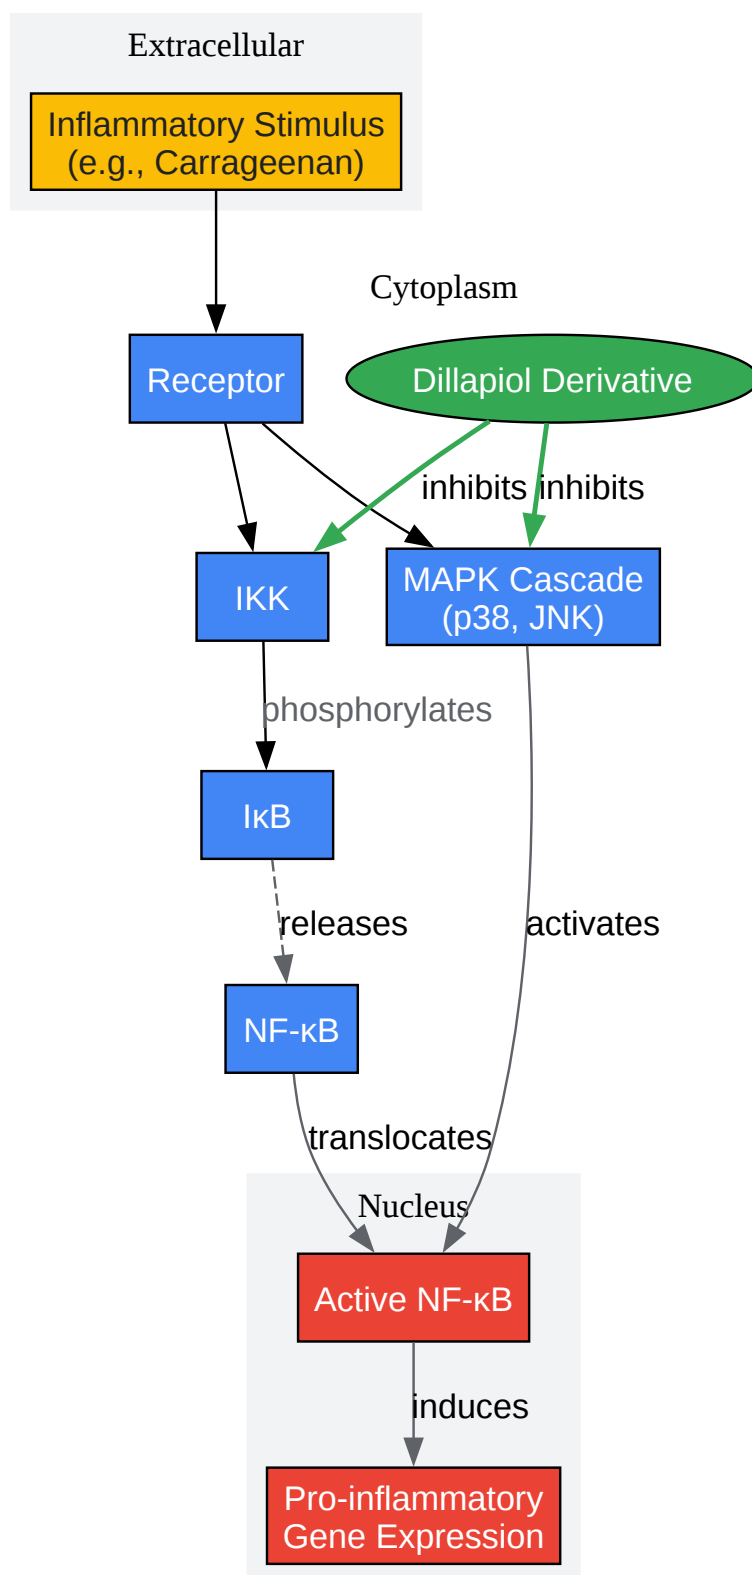 Extracellular
Inflammatory Stimulus
(e.g., Carrageenan)
Cytoplasm
Receptor
Dillapiol Derivative
inhibits
inhibits
IKK
MAPK Cascade
(p38, JNK)
phosphorylates
IκB
releases
activates
NF-κB
translocates
Nucleus
Active NF-κB
induces
Pro-inflammatory
Gene Expression